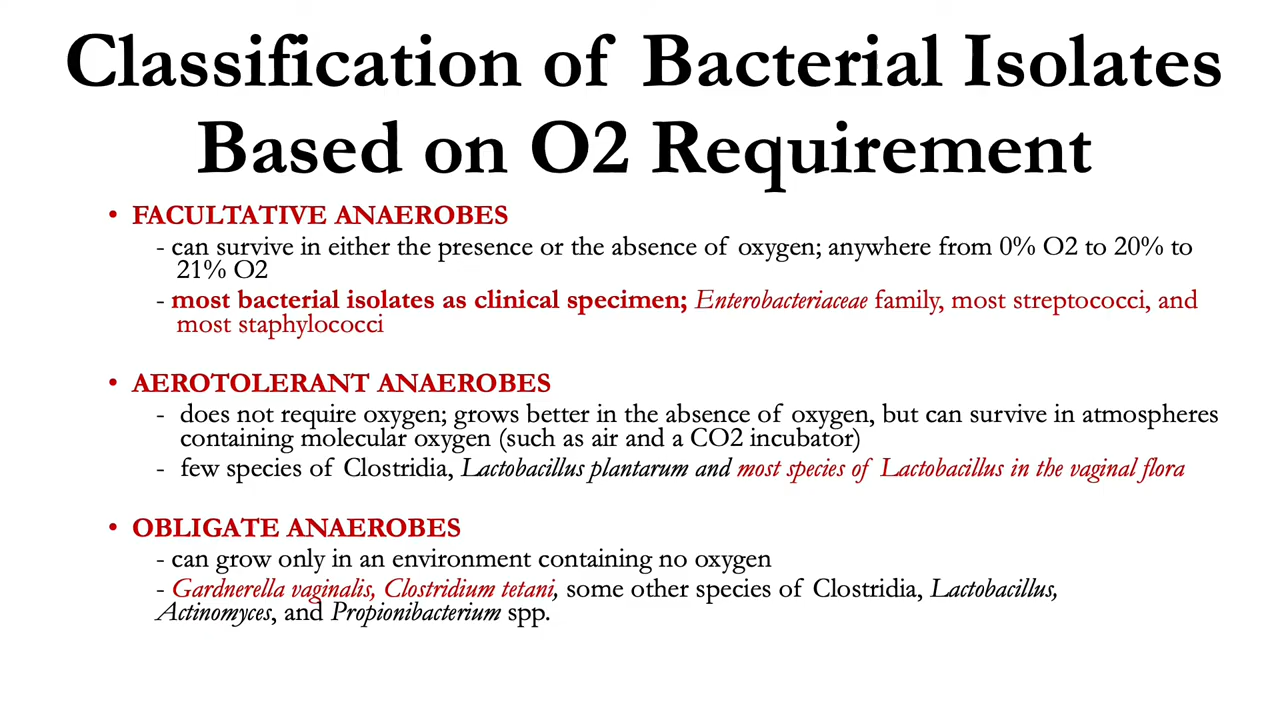 Classification of Bacterial Isolates
Based on O2 Requirement
• FACULTATIVE ANAEROBES
- can survive in either the presence or the absence of oxygen; anywhere from 0% O2 to 20% to
21% O2
- most bacterial isolates as clinical specimen; Enterobacteriaceae family, most streptococci, and
most staphylococci
• AEROTOLERANT ANAEROBES
- does not require oxygen; grows better in the absence of oxygen, but can survive in atmospheres
containing molecular oxygen (such as air and a CO2 incubator)
- few species of Clostridia, Lactobacillus plantarum and most species of Lactobacillus in the vaginal flora
• OBLIGATE ANAEROBES
- can grow only in an environment containing no oxygen
- Gardnerella vaginalis, Clostridium tetani, some other species of Clostridia, Lactobacillus,
Actinomyces, and Propionibacterium spp.